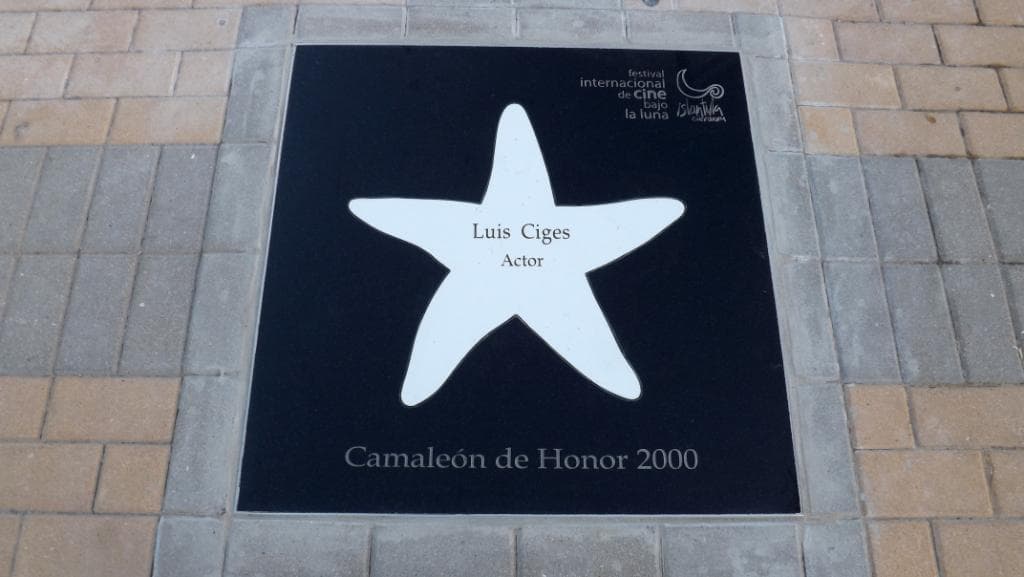 festival
internacional
de cine
bajo
la luna
islantilla
Luis Ciges
Actor
Camaleón de Honor 2000